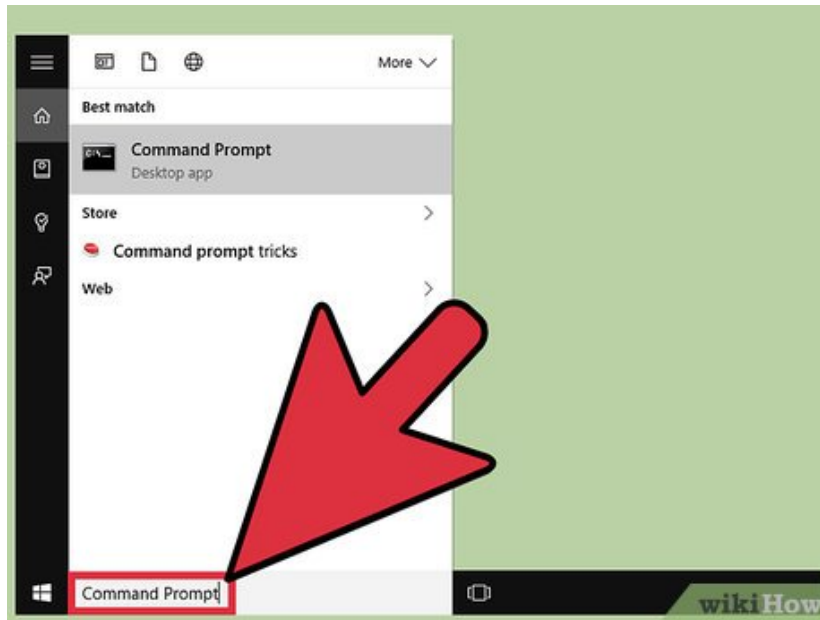 More
Best match
Command Prompt
Desktop app
Store
Command prompt tricks
Web
Command Prompt
wikiHow